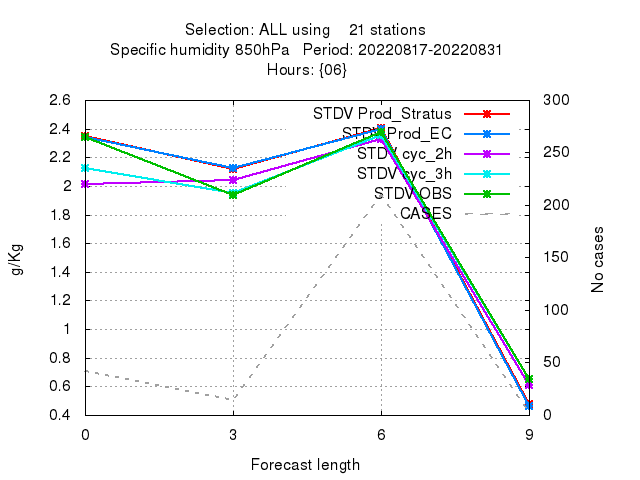 Selection: ALL using    21 stations
Specific humidity 850hPa   Period: 20220817-20220831
Hours: {06}
2.6
2.4
2.2
2
1.8
1.6
1.4
1.2
1
0.8
0.6
0.4
g/Kg
STDV Prod_Stratus
STDV Prod_EC
STDV cyc_2h
STDV cyc_3h
STDV OBS
CASES
300
250
200
150
100
50
0
No cases
0 3 6 9
Forecast length